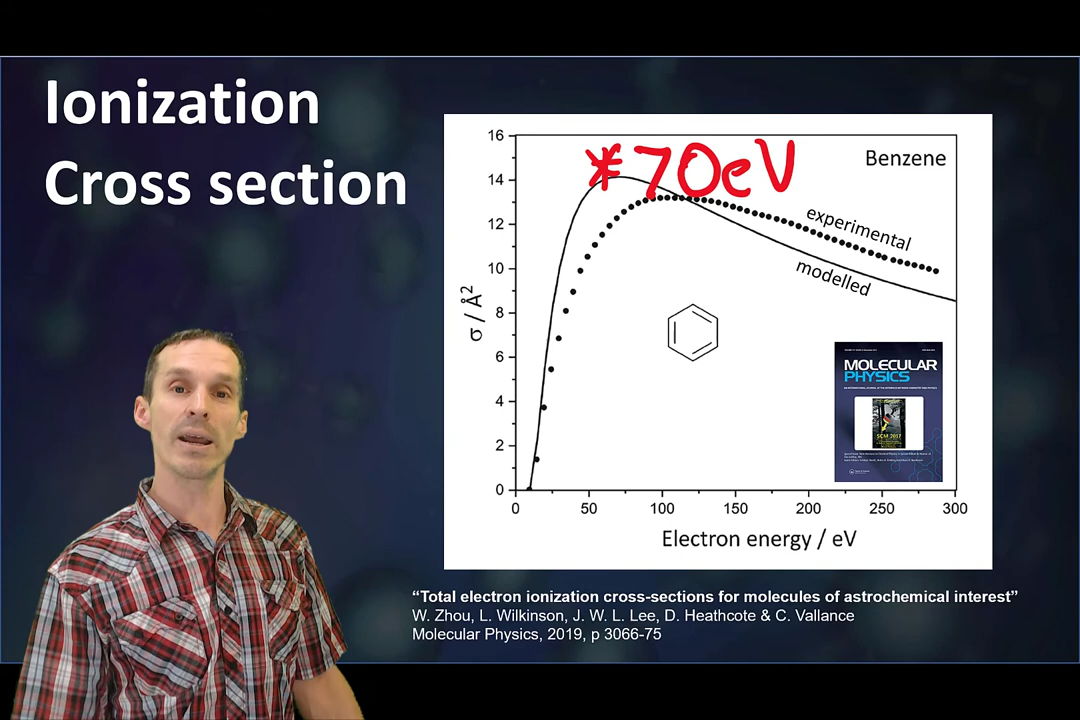 Ionization
Cross section
*70eV
Benzene
experimental
modelled
16
14
12
10
8
6
4
2
0
σ / Å²
0 50 100 150 200 250 300
Electron energy / eV
MOLECULAR
PHYSICS
SCM 2017
“Total electron ionization cross-sections for molecules of astrochemical interest”
W. Zhou, L. Wilkinson, J. W. L. Lee, D. Heathcote & C. Vallance
Molecular Physics, 2019, p 3066-75